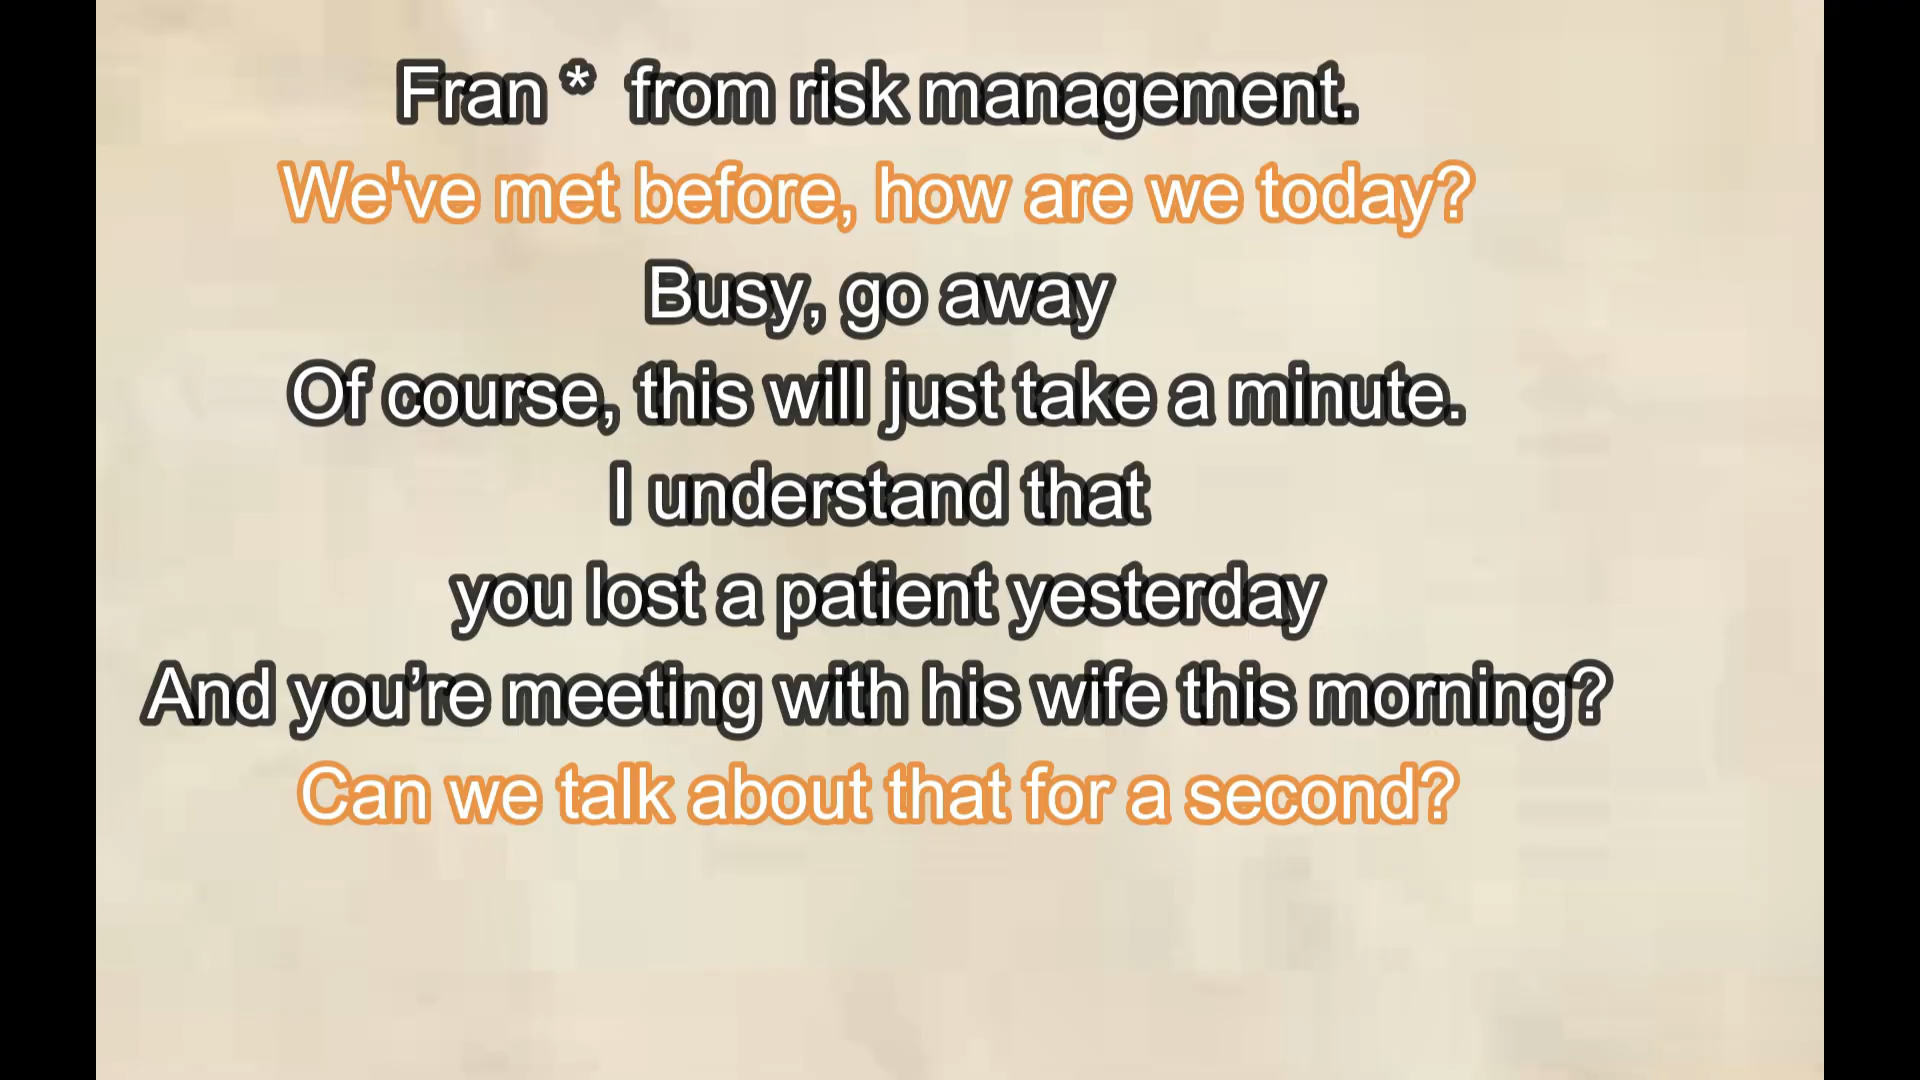 Fran * from risk management.
We've met before, how are we today?
Busy, go away
Of course, this will just take a minute.
I understand that
you lost a patient yesterday
And you’re meeting with his wife this morning?
Can we talk about that for a second?